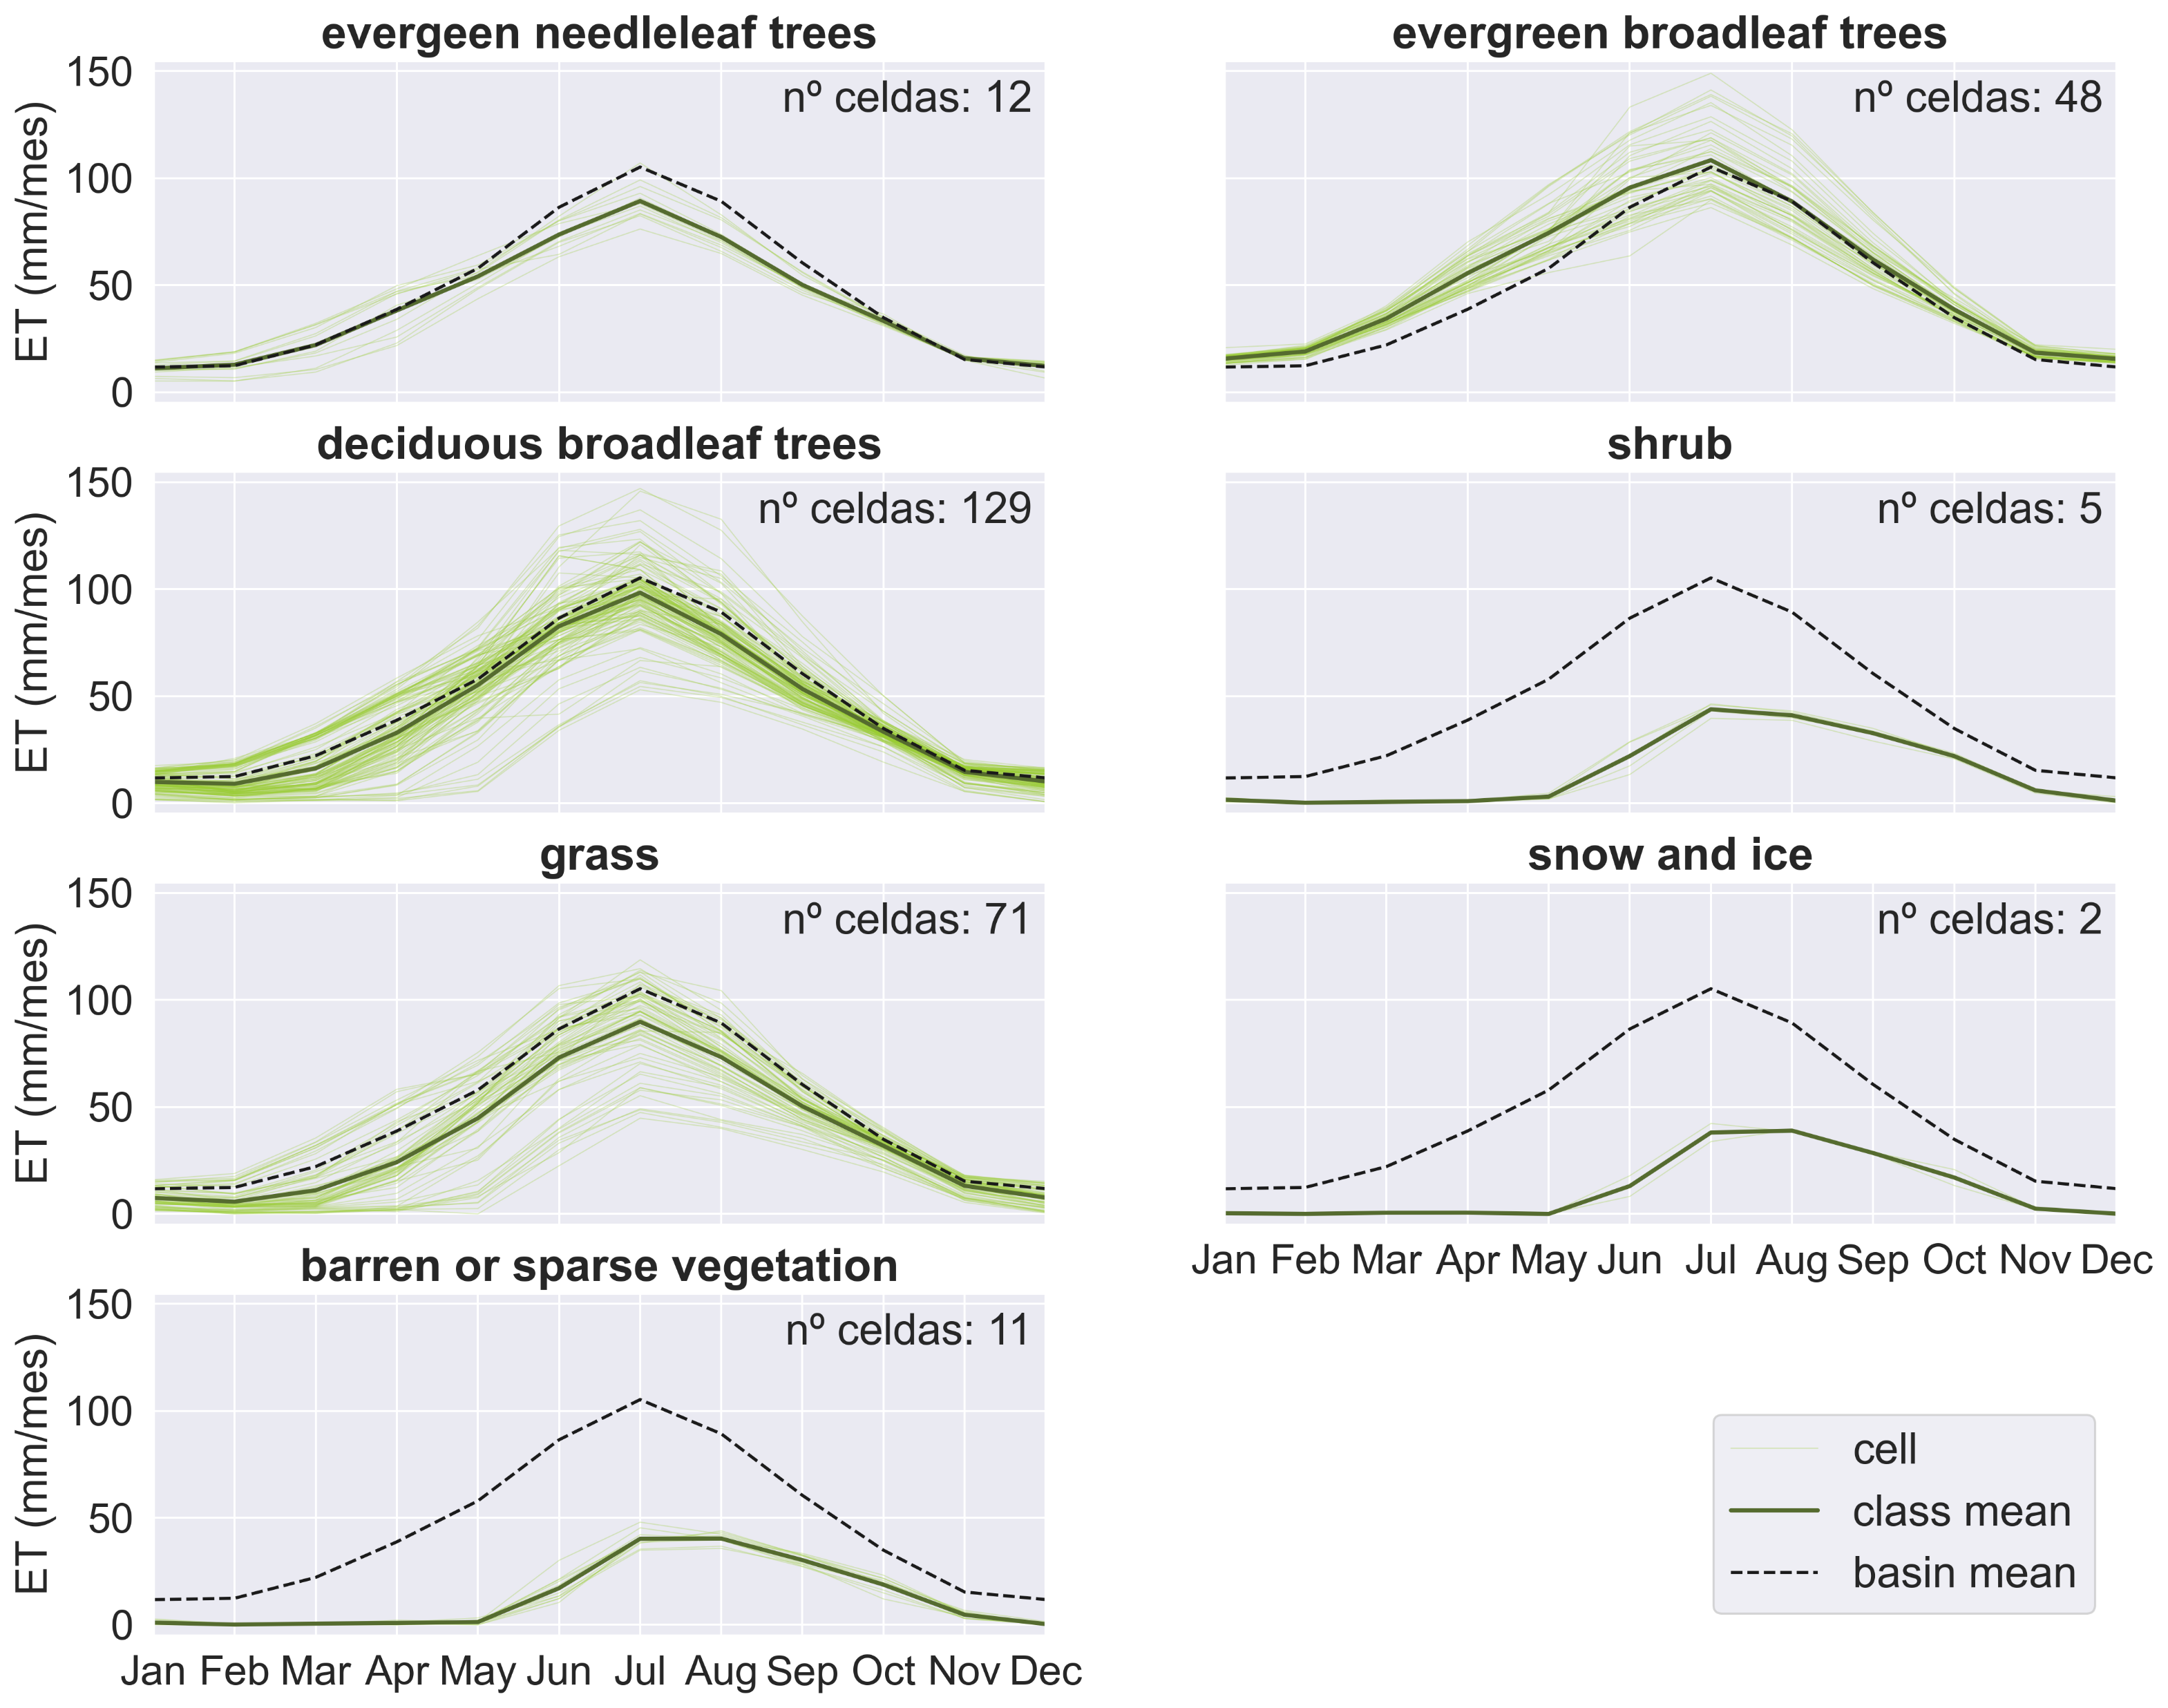 evergeen needleleaf trees
evergreen broadleaf trees
150
100
50
0
ET (mm/mes)
nº celdas: 12
nº celdas: 48
deciduous broadleaf trees
shrub
150
100
50
0
ET (mm/mes)
nº celdas: 129
nº celdas: 5
grass
snow and ice
150
100
50
0
ET (mm/mes)
nº celdas: 71
nº celdas: 2
Jan Feb Mar Apr May Jun Jul Aug Sep Oct Nov Dec
barren or sparse vegetation
150
100
50
0
ET (mm/mes)
nº celdas: 11
Jan Feb Mar Apr May Jun Jul Aug Sep Oct Nov Dec
cell
class mean
basin mean